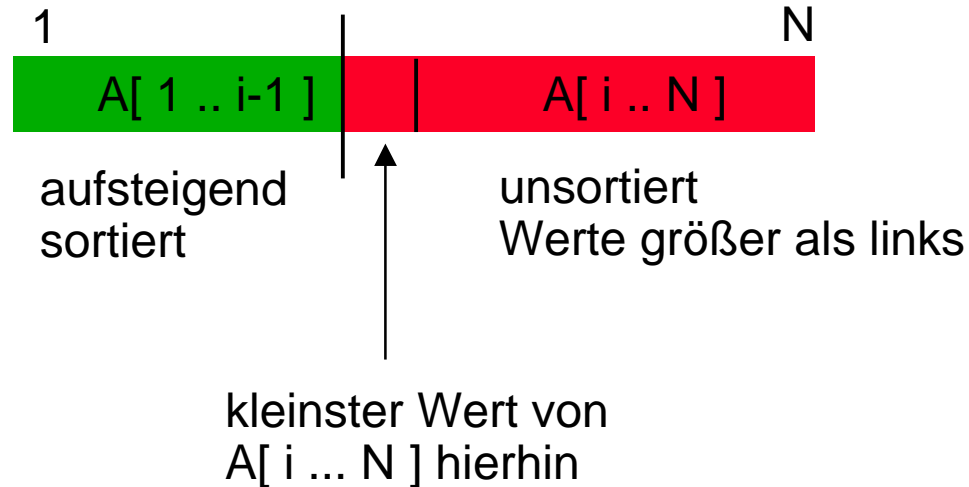 1 N
A[ 1 .. i-1 ] A[ i .. N ]
aufsteigend
sortiert
unsortiert
Werte größer als links
kleinster Wert von
A[ i ... N ] hierhin